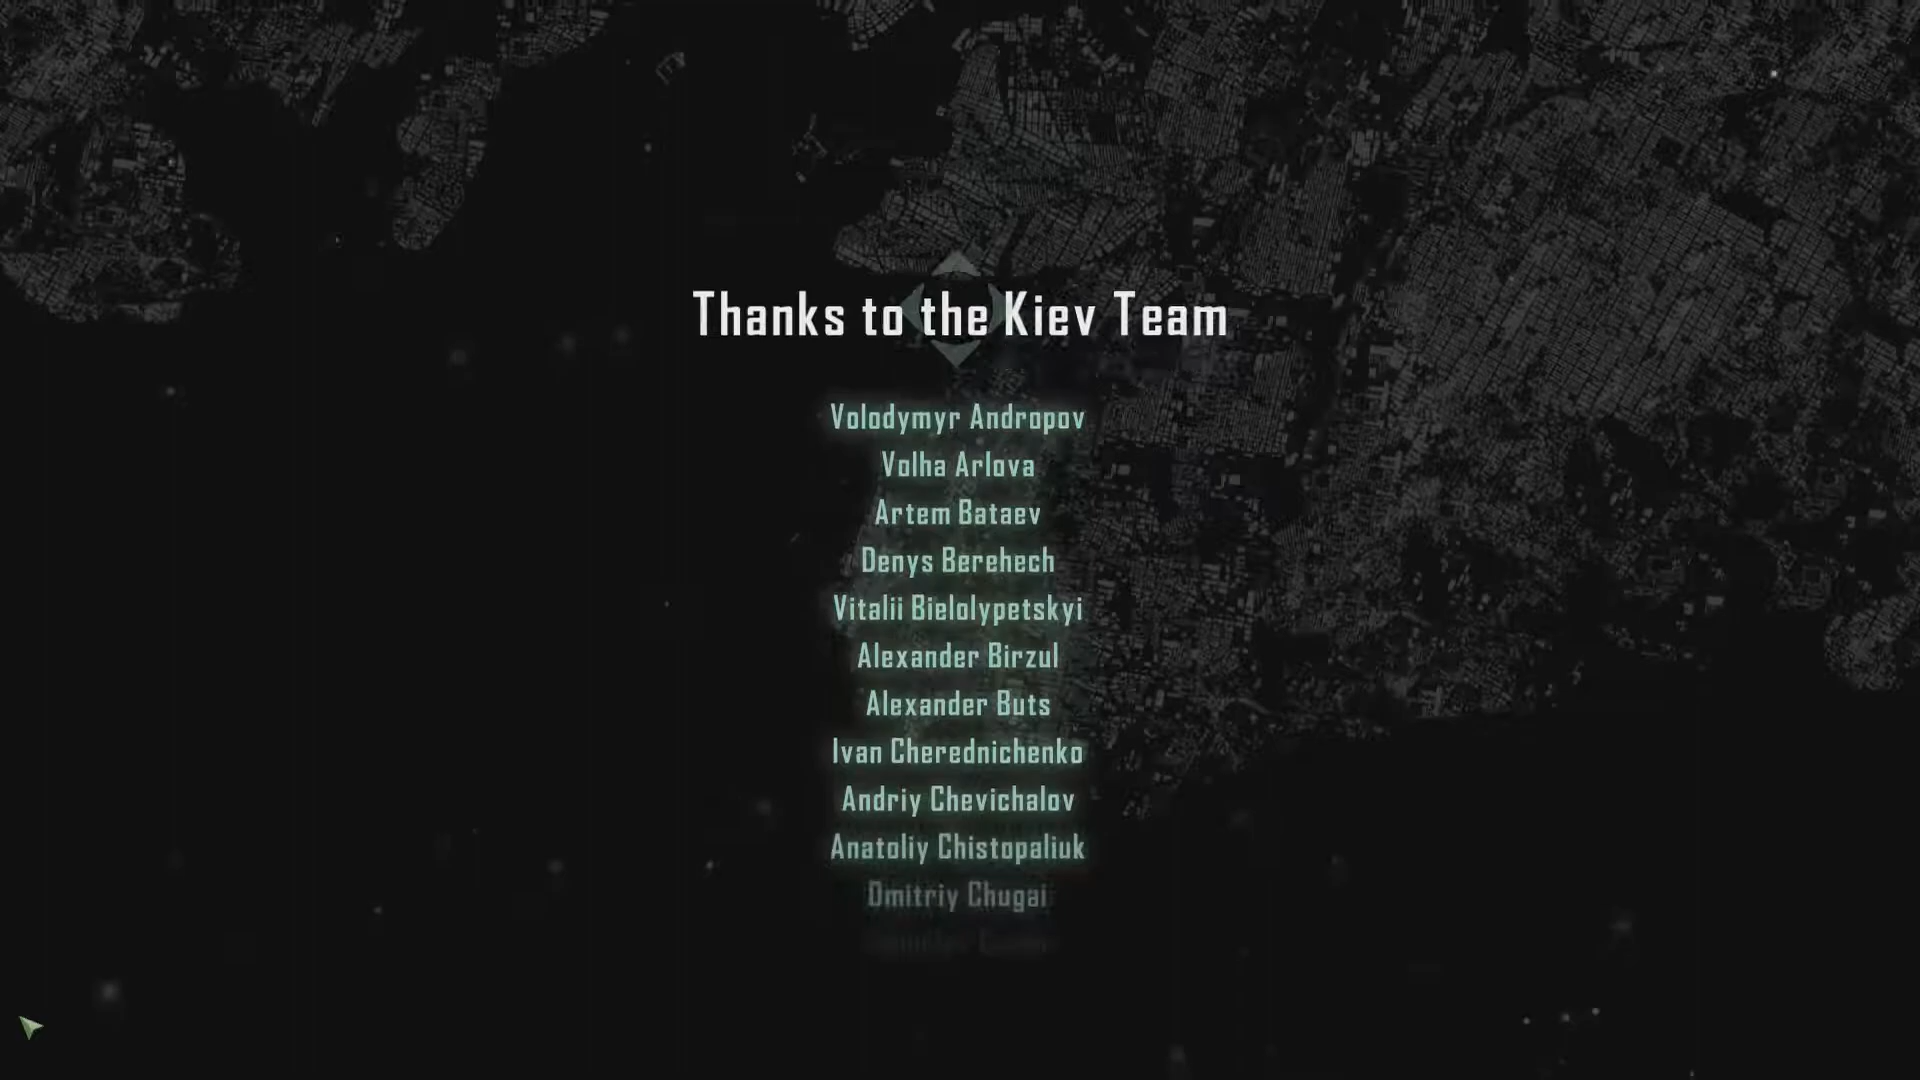 Thanks to the Kiev Team
Volodymyr Andropov
Volha Arlova
Artem Bataev
Denys Berehech
Vitalii Bielolypetskyi
Alexander Birzul
Alexander Buts
Ivan Cherednichenko
Andriy Chevichalov
Anatoliy Chistopaliuk
Dmitriy Chugai